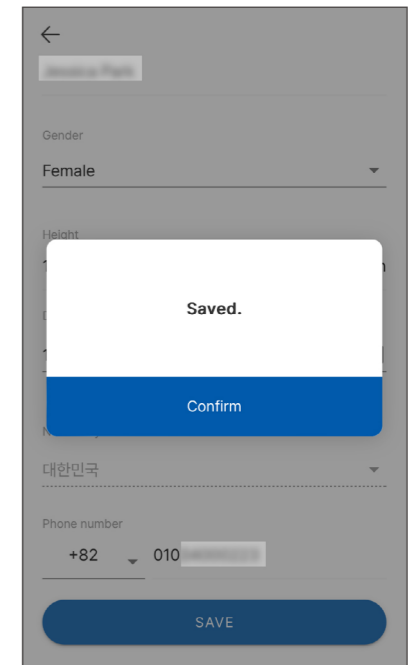 Gender
Female
Height
Saved.
Confirm
대한민국
Phone number
+82 010
SAVE